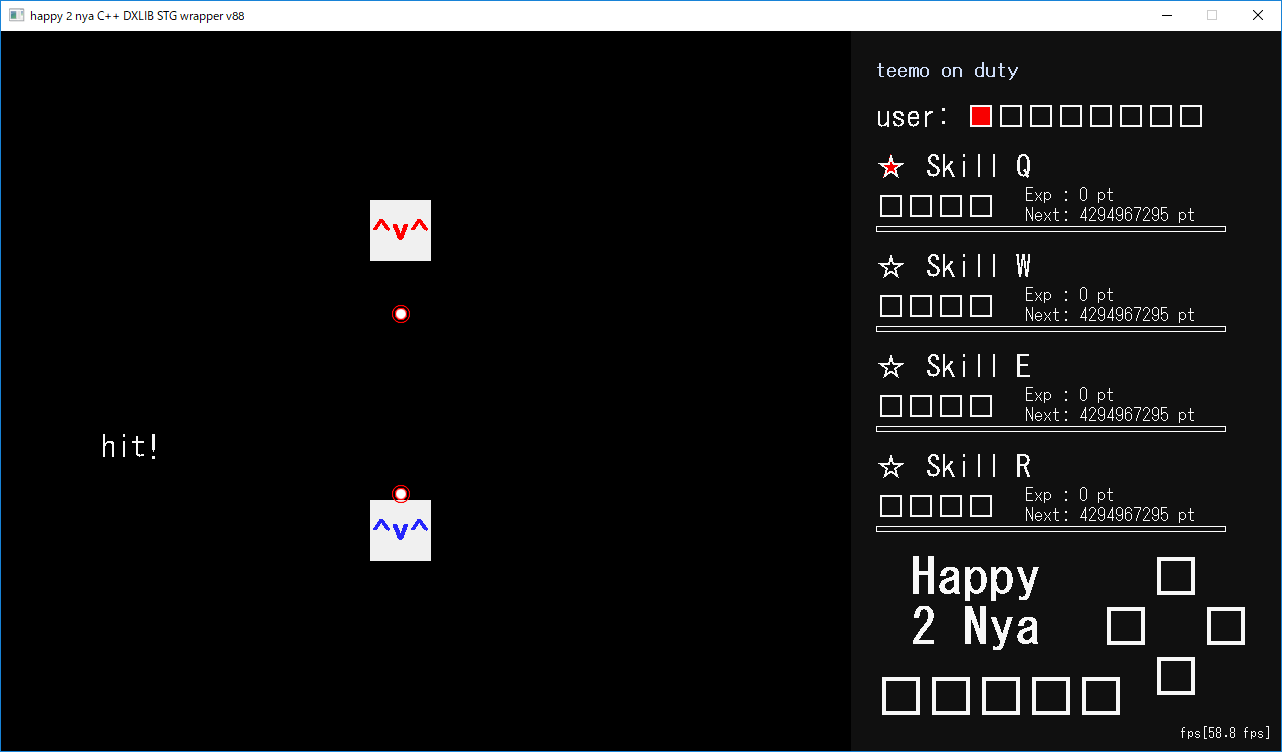 happy 2 nya C++ DXLIB STG wrapper v88
^v^
hit!
^v^
teemo on duty
user: ■□□□□□□□
★ Skill Q
□□□□ Exp : 0 pt
Next: 4294967295 pt
☆ Skill W
□□□□ Exp : 0 pt
Next: 4294967295 pt
☆ Skill E
□□□□ Exp : 0 pt
Next: 4294967295 pt
☆ Skill R
□□□□ Exp : 0 pt
Next: 4294967295 pt
Happy
2 Nya
fps[58.8 fps]